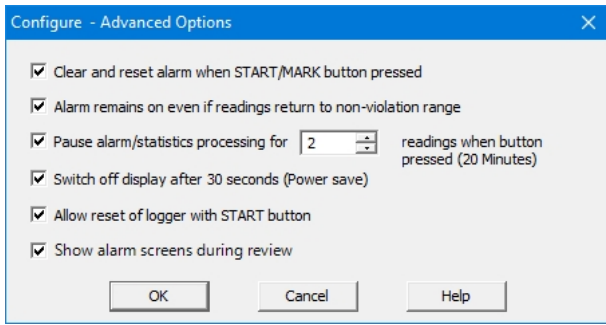 Configure  - Advanced Options
Clear and reset alarm when START/MARK button pressed
Alarm remains on even if readings return to non-violation range
Pause alarm/statistics processing for 2 readings when button
pressed (20 Minutes)
Switch off display after 30 seconds (Power save)
Allow reset of logger with START button
Show alarm screens during review
OK Cancel Help